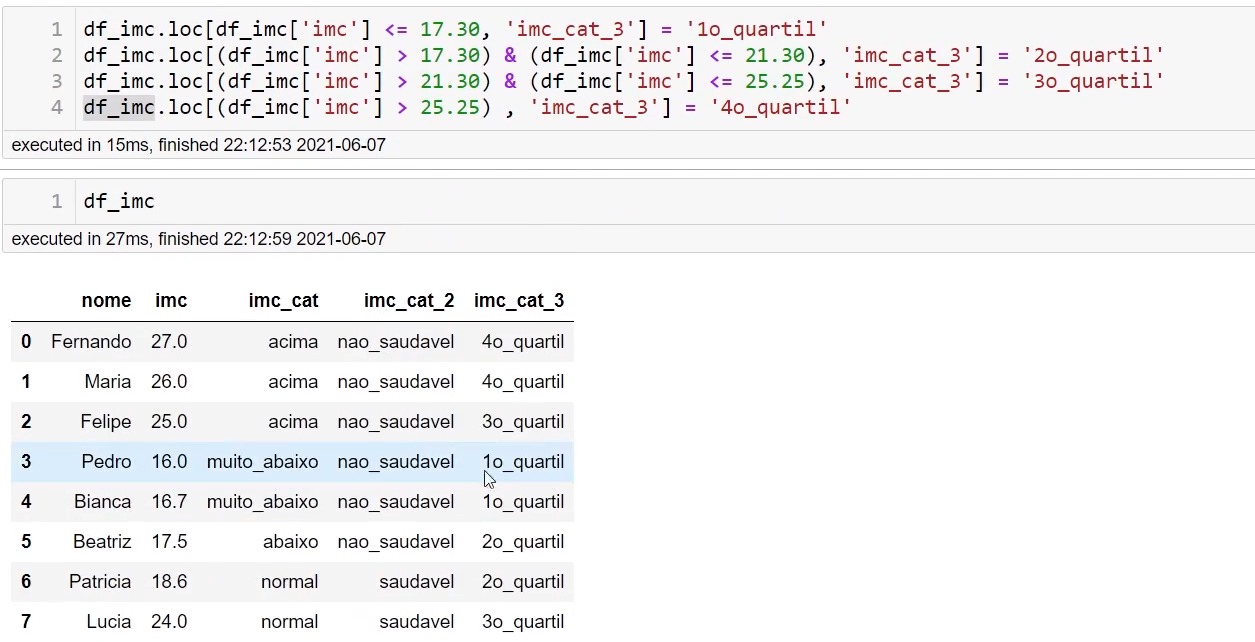 1 df_imc.loc[df_imc['imc'] <= 17.30, 'imc_cat_3'] = '1o_quartil'
2 df_imc.loc[(df_imc['imc'] > 17.30) & (df_imc['imc'] <= 21.30), 'imc_cat_3'] = '2o_quartil'
3 df_imc.loc[(df_imc['imc'] > 21.30) & (df_imc['imc'] <= 25.25), 'imc_cat_3'] = '3o_quartil'
4 df_imc.loc[(df_imc['imc'] > 25.25) , 'imc_cat_3'] = '4o_quartil'
executed in 15ms, finished 22:12:53 2021-06-07
1 df_imc
executed in 27ms, finished 22:12:59 2021-06-07
nome imc imc_cat imc_cat_2 imc_cat_3
0 Fernando 27.0 acima nao_saudavel 4o_quartil
1 Maria 26.0 acima nao_saudavel 4o_quartil
2 Felipe 25.0 acima nao_saudavel 3o_quartil
3 Pedro 16.0 muito_abaixo nao_saudavel 1o_quartil
4 Bianca 16.7 muito_abaixo nao_saudavel 1o_quartil
5 Beatriz 17.5 abaixo nao_saudavel 2o_quartil
6 Patricia 18.6 normal saudavel 2o_quartil
7 Lucia 24.0 normal saudavel 3o_quartil